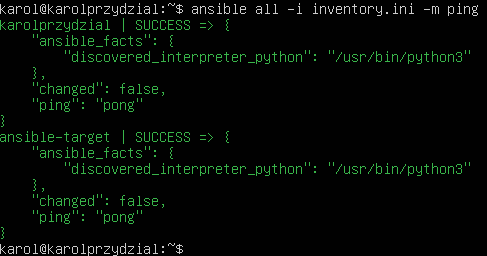 karol@karolprzydzial:~$ ansible all -i inventory.ini -m ping
karolprzydzial | SUCCESS => {
    "ansible_facts": {
        "discovered_interpreter_python": "/usr/bin/python3"
    },
    "changed": false,
    "ping": "pong"
}
ansible-target | SUCCESS => {
    "ansible_facts": {
        "discovered_interpreter_python": "/usr/bin/python3"
    },
    "changed": false,
    "ping": "pong"
}
karol@karolprzydzial:~$